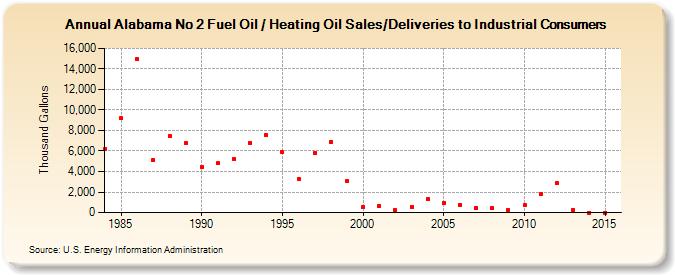 Annual Alabama No 2 Fuel Oil / Heating Oil Sales/Deliveries to Industrial Consumers
Thousand Gallons
16,000
14,000
12,000
10,000
8,000
6,000
4,000
2,000
0
1985 1990 1995 2000 2005 2010 2015
Source: U.S. Energy Information Administration